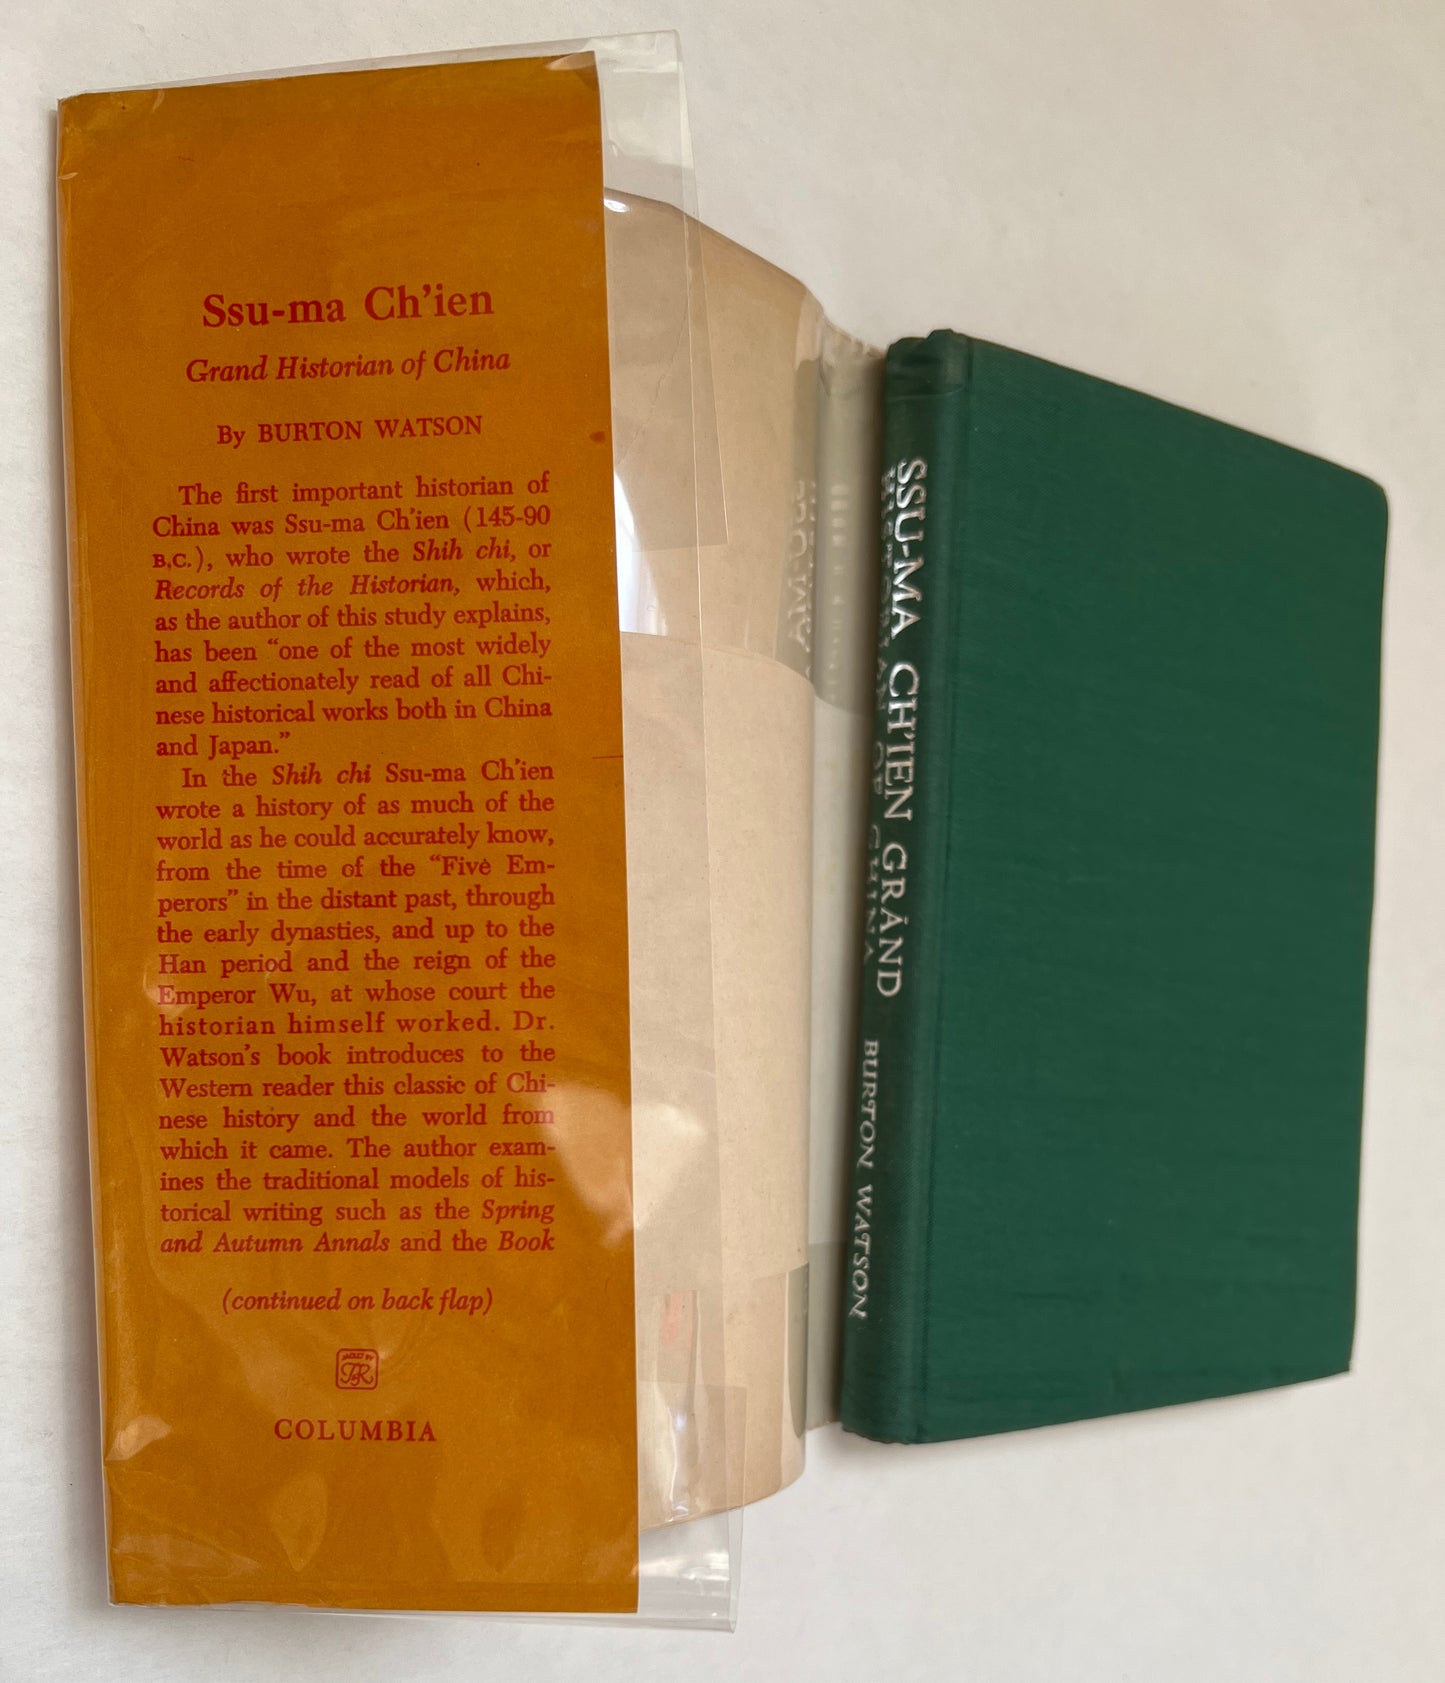 Ssu-ma Ch'ien
Grand Historian of China
By BURTON WATSON
The first important historian of
China was Ssu-ma Ch'ien (145-90
B.C.), who wrote the Shih chi, or
Records of the Historian, which,
as the author of this study explains,
has been “one of the most widely
and affectionately read of all Chi-
nese historical works both in China
and Japan.”
In the Shih chi Ssu-ma Ch'ien
wrote a history of as much of the
world as he could accurately know,
from the time of the “Five Em-
perors” in the distant past, through
the early dynasties, and up to the
Han period and the reign of the
Emperor Wu, at whose court the
historian himself worked. Dr.
Watson's book introduces to the
Western reader this classic of Chi-
nese history and the world from
which it came. The author exam-
ines the traditional models of his-
torical writing such as the Spring
and Autumn Annals and the Book
(continued on back flap)
COLUMBIA
SSU-MA CH'IEN GRAND
HISTORIAN OF CHINA
BURTON WATSON